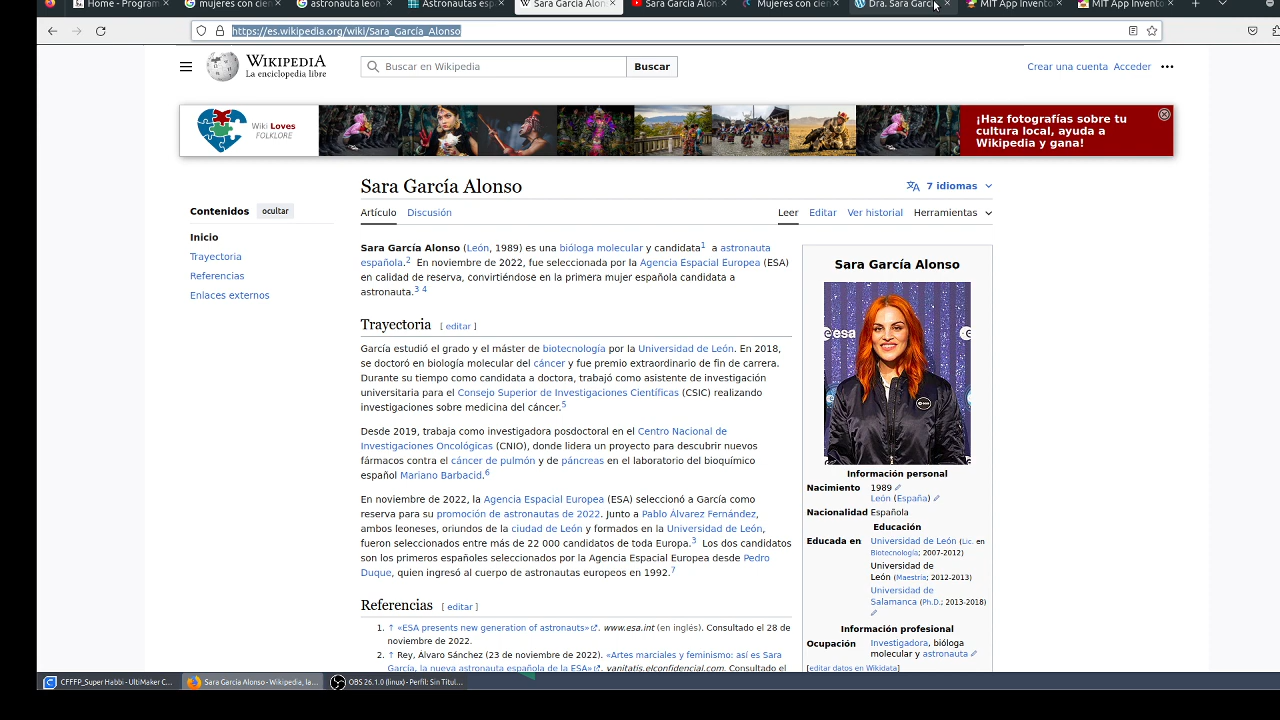 Home - Program
mujeres con cien
astronauta leon
Astronautas esp
Sara García Alon
Sara García Alon
Mujeres con cien
Dra. Sara García
MIT App Invento
MIT App Invento
https://es.wikipedia.org/wiki/Sara_García_Alonso
WIKIPEDIA
La enciclopedia libre
Buscar en Wikipedia
Buscar
Crear una cuenta Acceder
Wiki Loves
FOLKLORE
¡Haz fotografías sobre tu
cultura local, ayuda a
Wikipedia y gana!
Sara García Alonso
7 idiomas
Contenidos ocultar
Artículo Discusión
Leer Editar Ver historial Herramientas
Inicio
Trayectoria
Referencias
Enlaces externos
Sara García Alonso (León, 1989) es una bióloga molecular y candidata1 a astronauta
española.2 En noviembre de 2022, fue seleccionada por la Agencia Espacial Europea (ESA)
en calidad de reserva, convirtiéndose en la primera mujer española candidata a
astronauta.3 4
Trayectoria [ editar ]
García estudió el grado y el máster de biotecnología por la Universidad de León. En 2018,
se doctoró en biología molecular del cáncer y fue premio extraordinario de fin de carrera.
Durante su tiempo como candidata a doctora, trabajó como asistente de investigación
universitaria para el Consejo Superior de Investigaciones Científicas (CSIC) realizando
investigaciones sobre medicina del cáncer.5
Desde 2019, trabaja como investigadora posdoctoral en el Centro Nacional de
Investigaciones Oncológicas (CNIO), donde lidera un proyecto para descubrir nuevos
fármacos contra el cáncer de pulmón y de páncreas en el laboratorio del bioquímico
español Mariano Barbacid.6
En noviembre de 2022, la Agencia Espacial Europea (ESA) seleccionó a García como
reserva para su promoción de astronautas de 2022. Junto a Pablo Álvarez Fernández,
ambos leoneses, oriundos de la ciudad de León y formados en la Universidad de León,
fueron seleccionados entre más de 22 000 candidatos de toda Europa.3 Los dos candidatos
son los primeros españoles seleccionados por la Agencia Espacial Europea desde Pedro
Duque, quien ingresó al cuerpo de astronautas europeos en 1992.7
Referencias [ editar ]
1. ↑ «ESA presents new generation of astronauts». www.esa.int (en inglés). Consultado el 28 de
noviembre de 2022.
2. ↑ Rey, Álvaro Sánchez (23 de noviembre de 2022). «Artes marciales y feminismo: así es Sara
García, la nueva astronauta española de la ESA». vanitatis.elconfidencial.com. Consultado el
Sara García Alonso
esa
Información personal
Nacimiento 1989
León (España)
Nacionalidad Española
Educación
Educada en Universidad de León (Lic. en
Biotecnología; 2007-2012)
Universidad de
León (Maestría; 2012-2013)
Universidad de
Salamanca (Ph.D.; 2013-2018)
Información profesional
Ocupación Investigadora, bióloga
molecular y astronauta
[editar datos en Wikidata]
CFFFP_Super Habbi - UltiMaker C...
Sara García Alonso - Wikipedia, la...
OBS 26.1.0 (linux) - Perfil: Sin Titul...